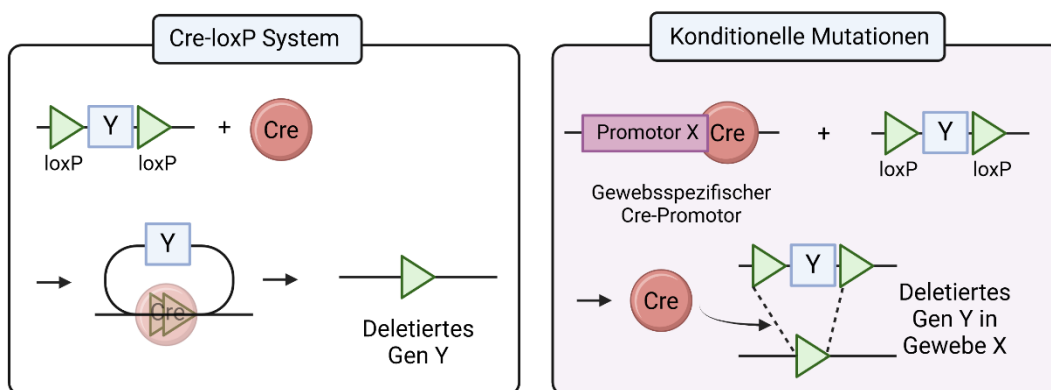 Cre-loxP System
Y
+
Cre
loxP
loxP
Y
Cre
Deletiertes
Gen Y
Konditionelle Mutationen
Promotor X
Cre
+
Y
loxP
loxP
Gewebsspezifischer
Cre-Promotor
Y
Cre
Deletiertes
Gen Y in
Gewebe X